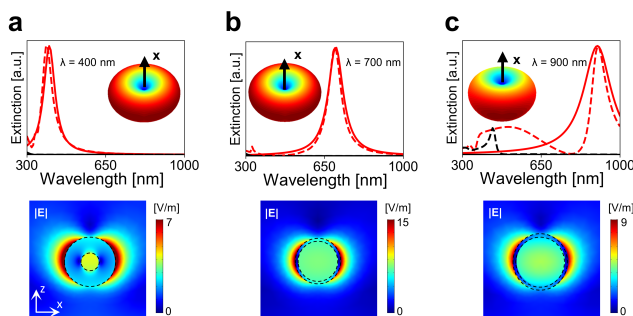 a
b
c
Extinction [a.u.]
λ = 400 nm
x
300
650
1000
Wavelength [nm]
Extinction [a.u.]
x
λ = 700 nm
300
650
1000
Wavelength [nm]
Extinction [a.u.]
x
λ = 900 nm
300
650
1000
Wavelength [nm]
|E|
[V/m]
7
0
z
x
|E|
[V/m]
15
0
|E|
[V/m]
9
0